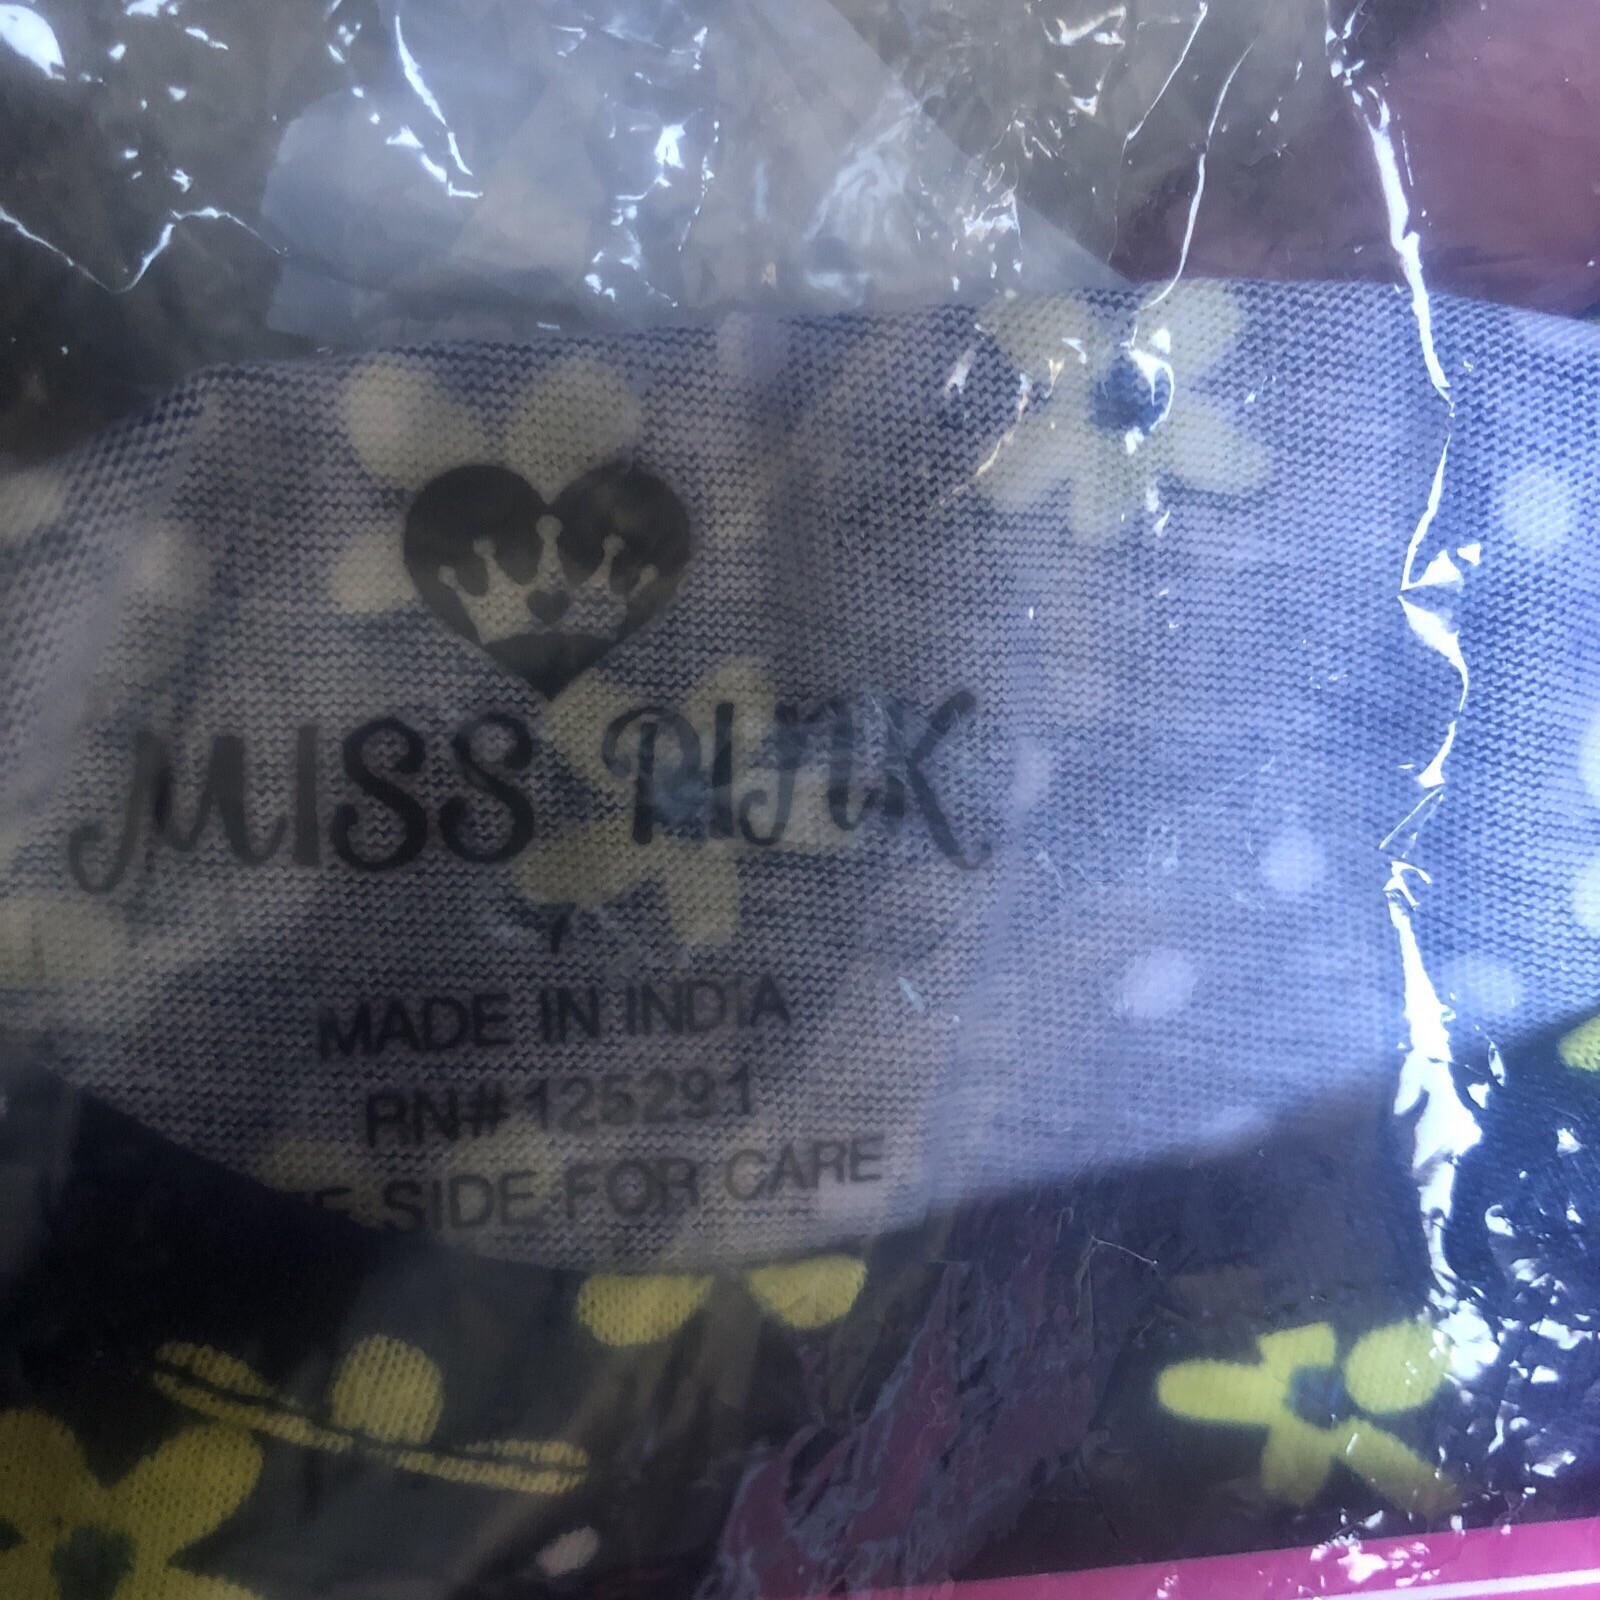 MISS PINK
MADE IN INDIA
RN# 125291
SIDE FOR CARE